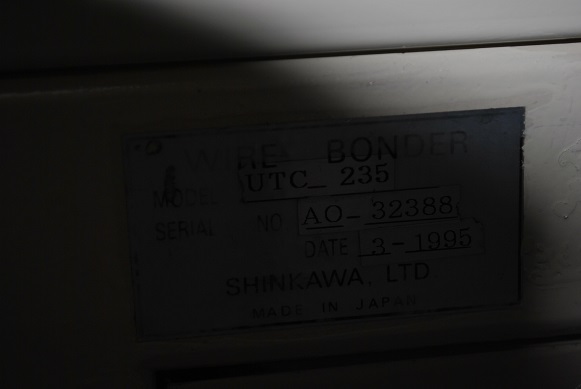 WIRE BONDER
MODEL UTC_ 235
SERIAL NO AO-32388
DATE 3-1995
SHINKAWA, LTD.
MADE IN JAPAN